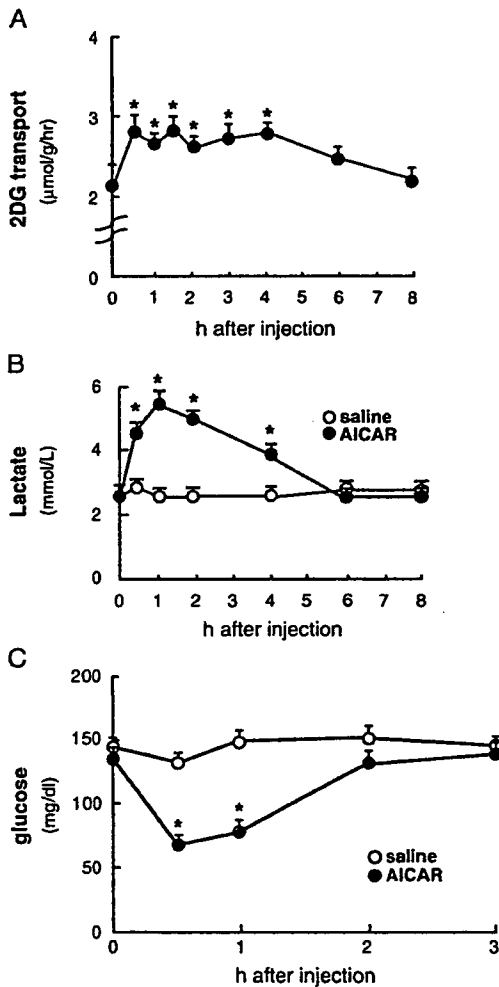 A
2DG transport
(µmol/g/hr)
4
3
2
0
* * * * * *
0 1 2 3 4 5 6 7 8
h after injection
B
Lactate
(mmol/L)
6
4
2
0
* * * *
saline
AICAR
0 1 2 3 4 5 6 7 8
h after injection
C
glucose
(mg/dl)
200
150
100
50
0
* *
saline
AICAR
0 1 2 3
h after injection